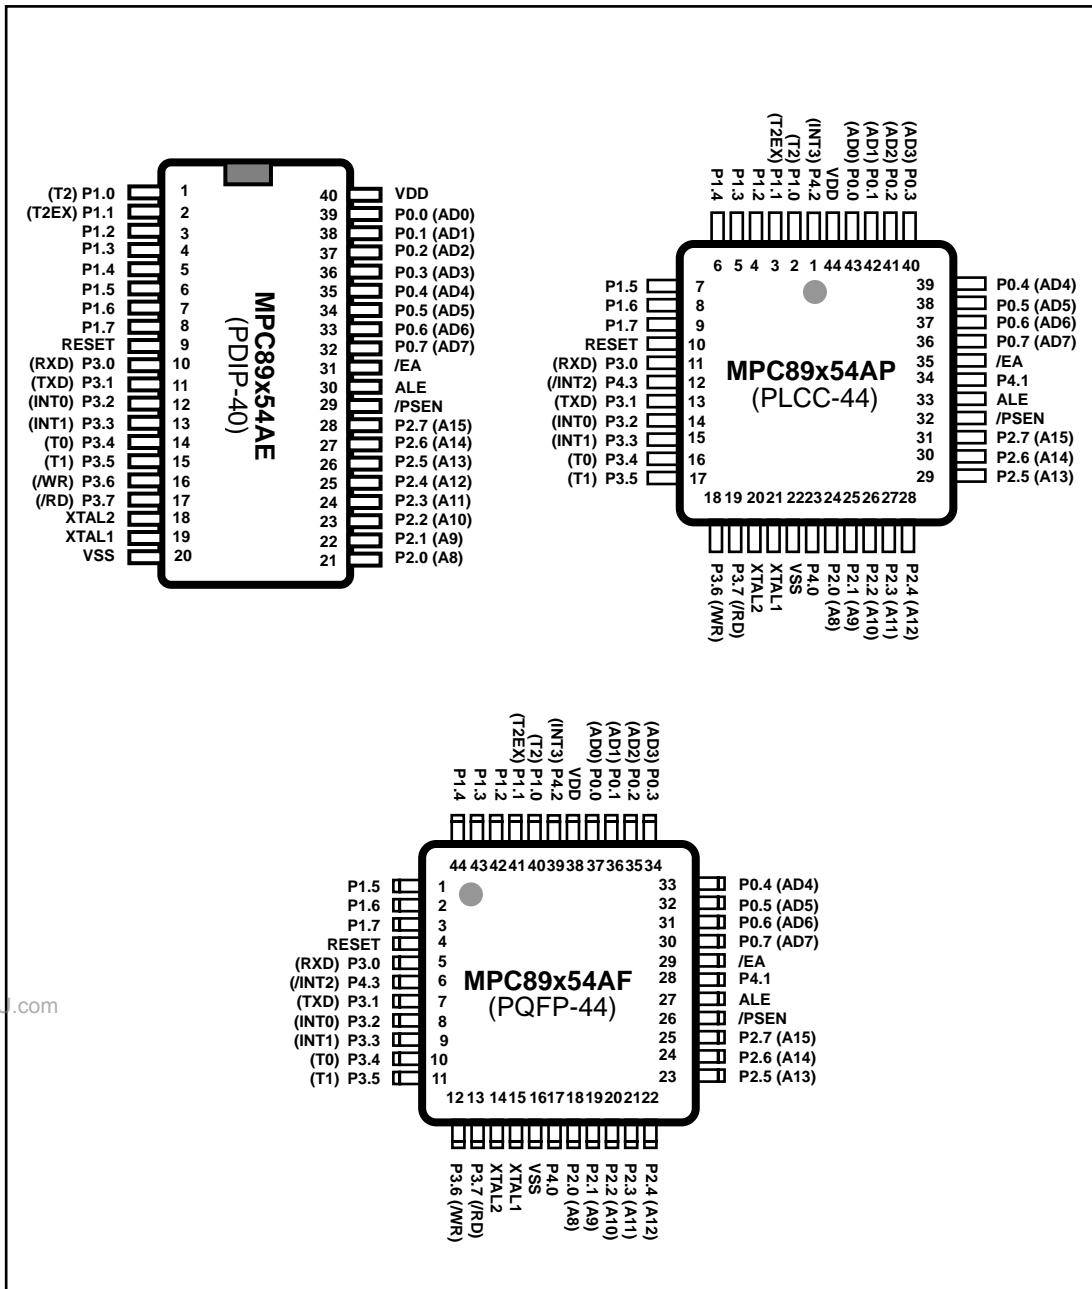 (T2) P1.0 1
(T2EX) P1.1 2
P1.2 3
P1.3 4
P1.4 5
P1.5 6
P1.6 7
P1.7 8
RESET 9
(RXD) P3.0 10
(TXD) P3.1 11
(INT0) P3.2 12
(INT1) P3.3 13
(T0) P3.4 14
(T1) P3.5 15
(/WR) P3.6 16
(/RD) P3.7 17
XTAL2 18
XTAL1 19
VSS 20
MPC89x54AE
(PDIP-40)
40 VDD
39 P0.0 (AD0)
38 P0.1 (AD1)
37 P0.2 (AD2)
36 P0.3 (AD3)
35 P0.4 (AD4)
34 P0.5 (AD5)
33 P0.6 (AD6)
32 P0.7 (AD7)
31 /EA
30 ALE
29 /PSEN
28 P2.7 (A15)
27 P2.6 (A14)
26 P2.5 (A13)
25 P2.4 (A12)
24 P2.3 (A11)
23 P2.2 (A10)
22 P2.1 (A9)
21 P2.0 (A8)
P1.4
P1.3
P1.2
(T2EX) P1.1
(T2) P1.0
(INT3) P4.2
VDD
(AD0) P0.0
(AD1) P0.1
(AD2) P0.2
(AD3) P0.3
6 5 4 3 2 1 44 43 42 41 40
P1.5 7
P1.6 8
P1.7 9
RESET 10
(RXD) P3.0 11
(/INT2) P4.3 12
(TXD) P3.1 13
(INT0) P3.2 14
(INT1) P3.3 15
(T0) P3.4 16
(T1) P3.5 17
MPC89x54AP
(PLCC-44)
39 P0.4 (AD4)
38 P0.5 (AD5)
37 P0.6 (AD6)
36 P0.7 (AD7)
35 /EA
34 P4.1
33 ALE
32 /PSEN
31 P2.7 (A15)
30 P2.6 (A14)
29 P2.5 (A13)
18 19 20 21 22 23 24 25 26 27 28
P3.6 (/WR)
P3.7 (/RD)
XTAL2
XTAL1
VSS
P4.0
P2.0 (A8)
P2.1 (A9)
P2.2 (A10)
P2.3 (A11)
P2.4 (A12)
P1.4
P1.3
P1.2
(T2EX) P1.1
(T2) P1.0
(INT3) P4.2
VDD
(AD0) P0.0
(AD1) P0.1
(AD2) P0.2
(AD3) P0.3
44 43 42 41 40 39 38 37 36 35 34
P1.5 1
P1.6 2
P1.7 3
RESET 4
(RXD) P3.0 5
(/INT2) P4.3 6
(TXD) P3.1 7
(INT0) P3.2 8
(INT1) P3.3 9
(T0) P3.4 10
(T1) P3.5 11
MPC89x54AF
(PQFP-44)
33 P0.4 (AD4)
32 P0.5 (AD5)
31 P0.6 (AD6)
30 P0.7 (AD7)
29 /EA
28 P4.1
27 ALE
26 /PSEN
25 P2.7 (A15)
24 P2.6 (A14)
23 P2.5 (A13)
12 13 14 15 16 17 18 19 20 21 22
P3.6 (/WR)
P3.7 (/RD)
XTAL2
XTAL1
VSS
P4.0
P2.0 (A8)
P2.1 (A9)
P2.2 (A10)
P2.3 (A11)
P2.4 (A12)
.com